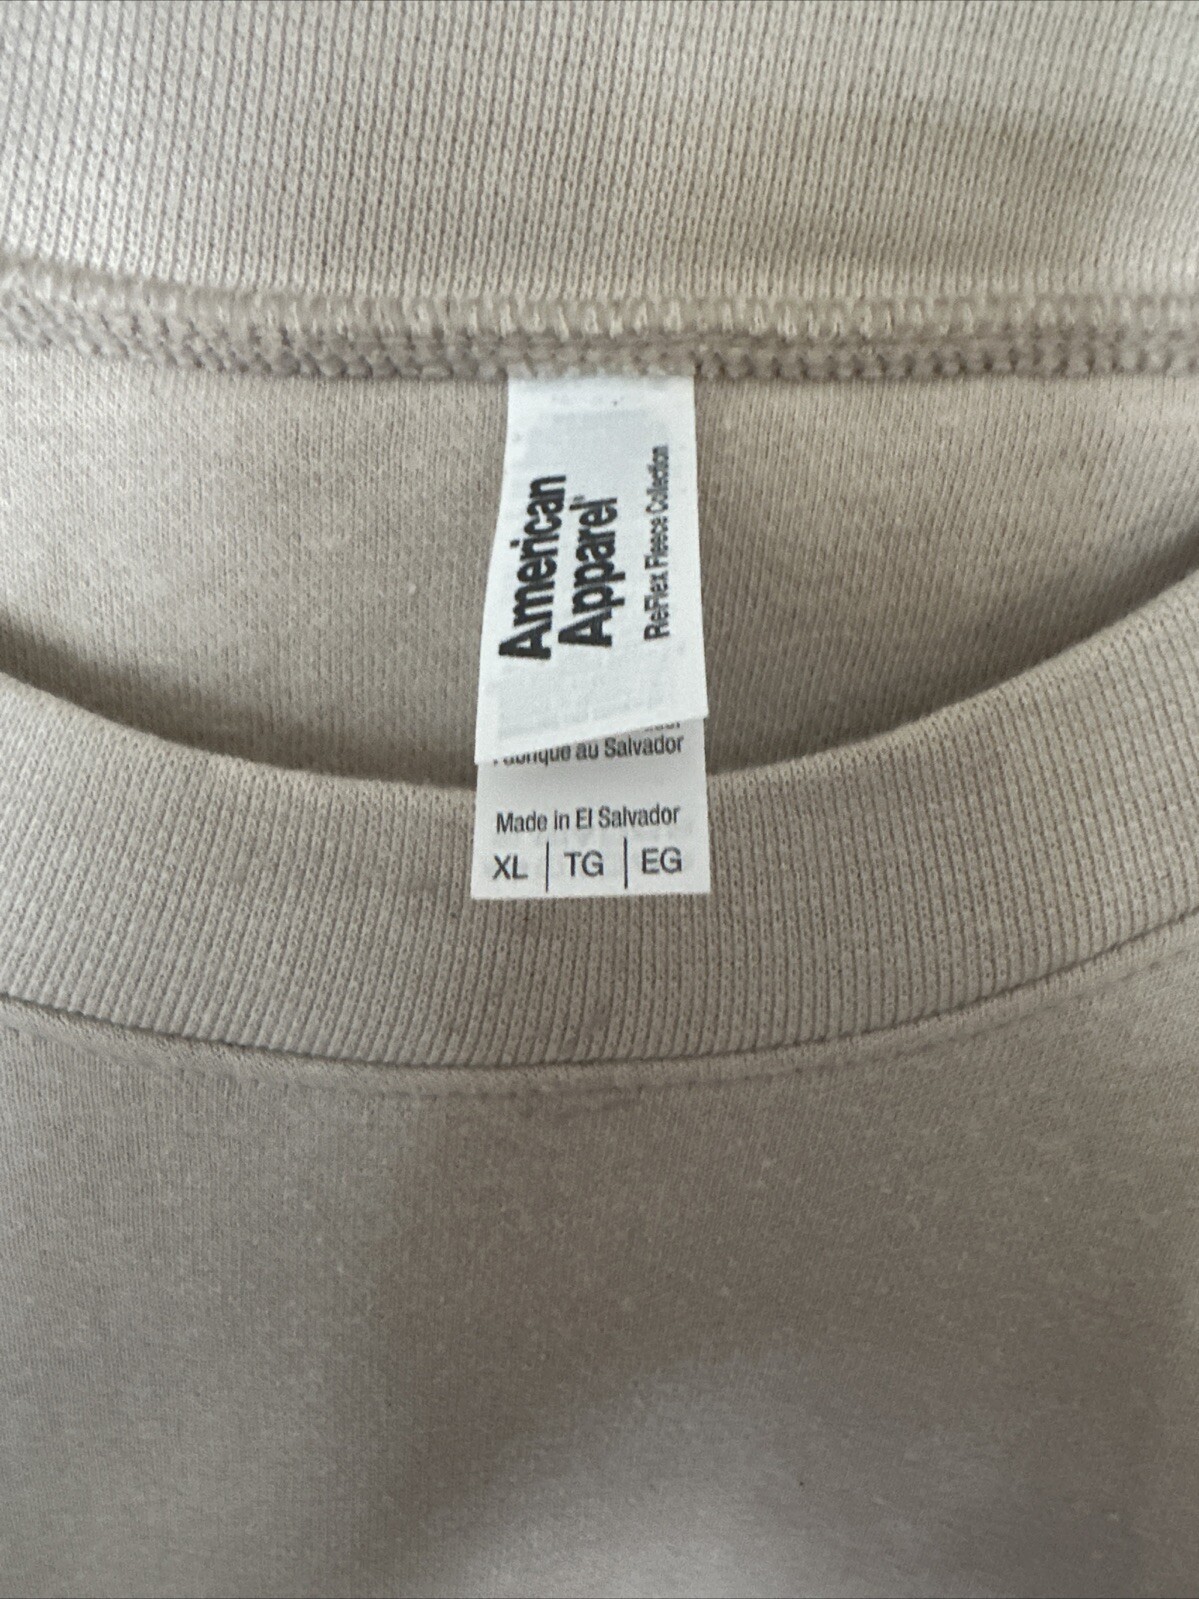 American
Apparel
ReFlex Fleece Collection
Fabrique au Salvador
Made in El Salvador
XL | TG | EG